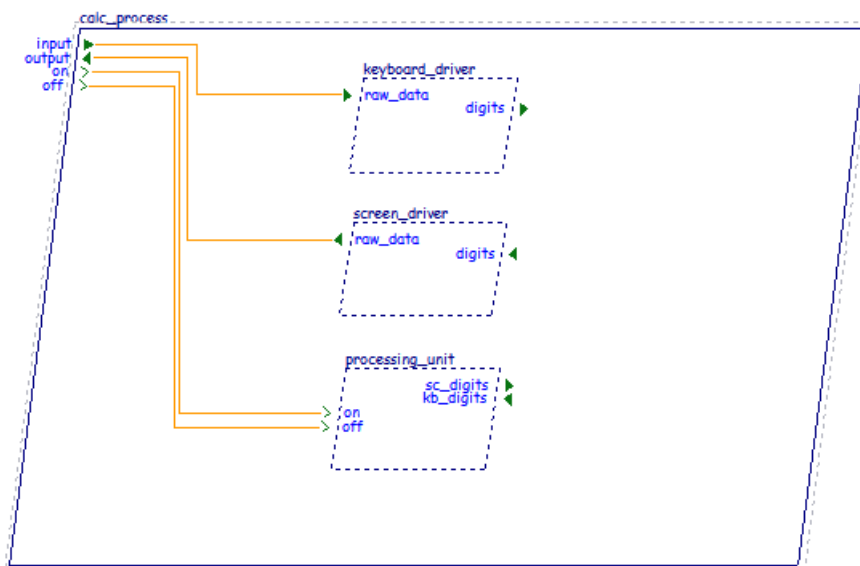 calc_process
input
output
on
off
keyboard_driver
raw_data
digits
screen_driver
raw_data
digits
processing_unit
sc_digits
kb_digits
on
off